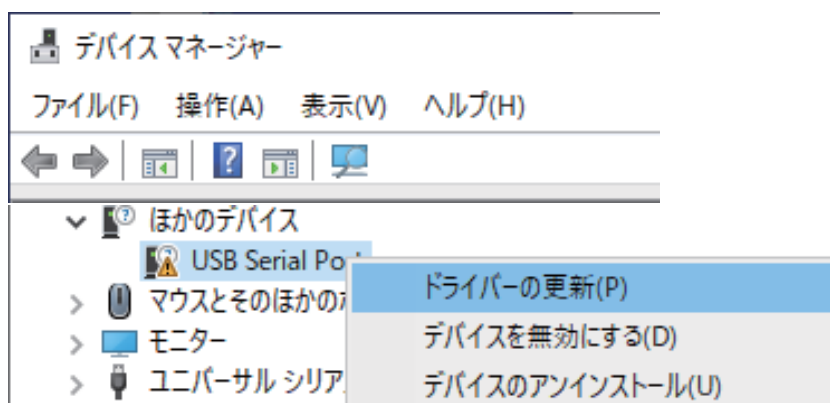 デバイス マネージャー
ファイル(F) 操作(A) 表示(V) ヘルプ(H)
ほかのデバイス
USB Serial
ドライバーの更新(P)
マウスとそのほかの
デバイスを無効にする(D)
モニター
デバイスのアンインストール(U)
ユニバーサル シリア